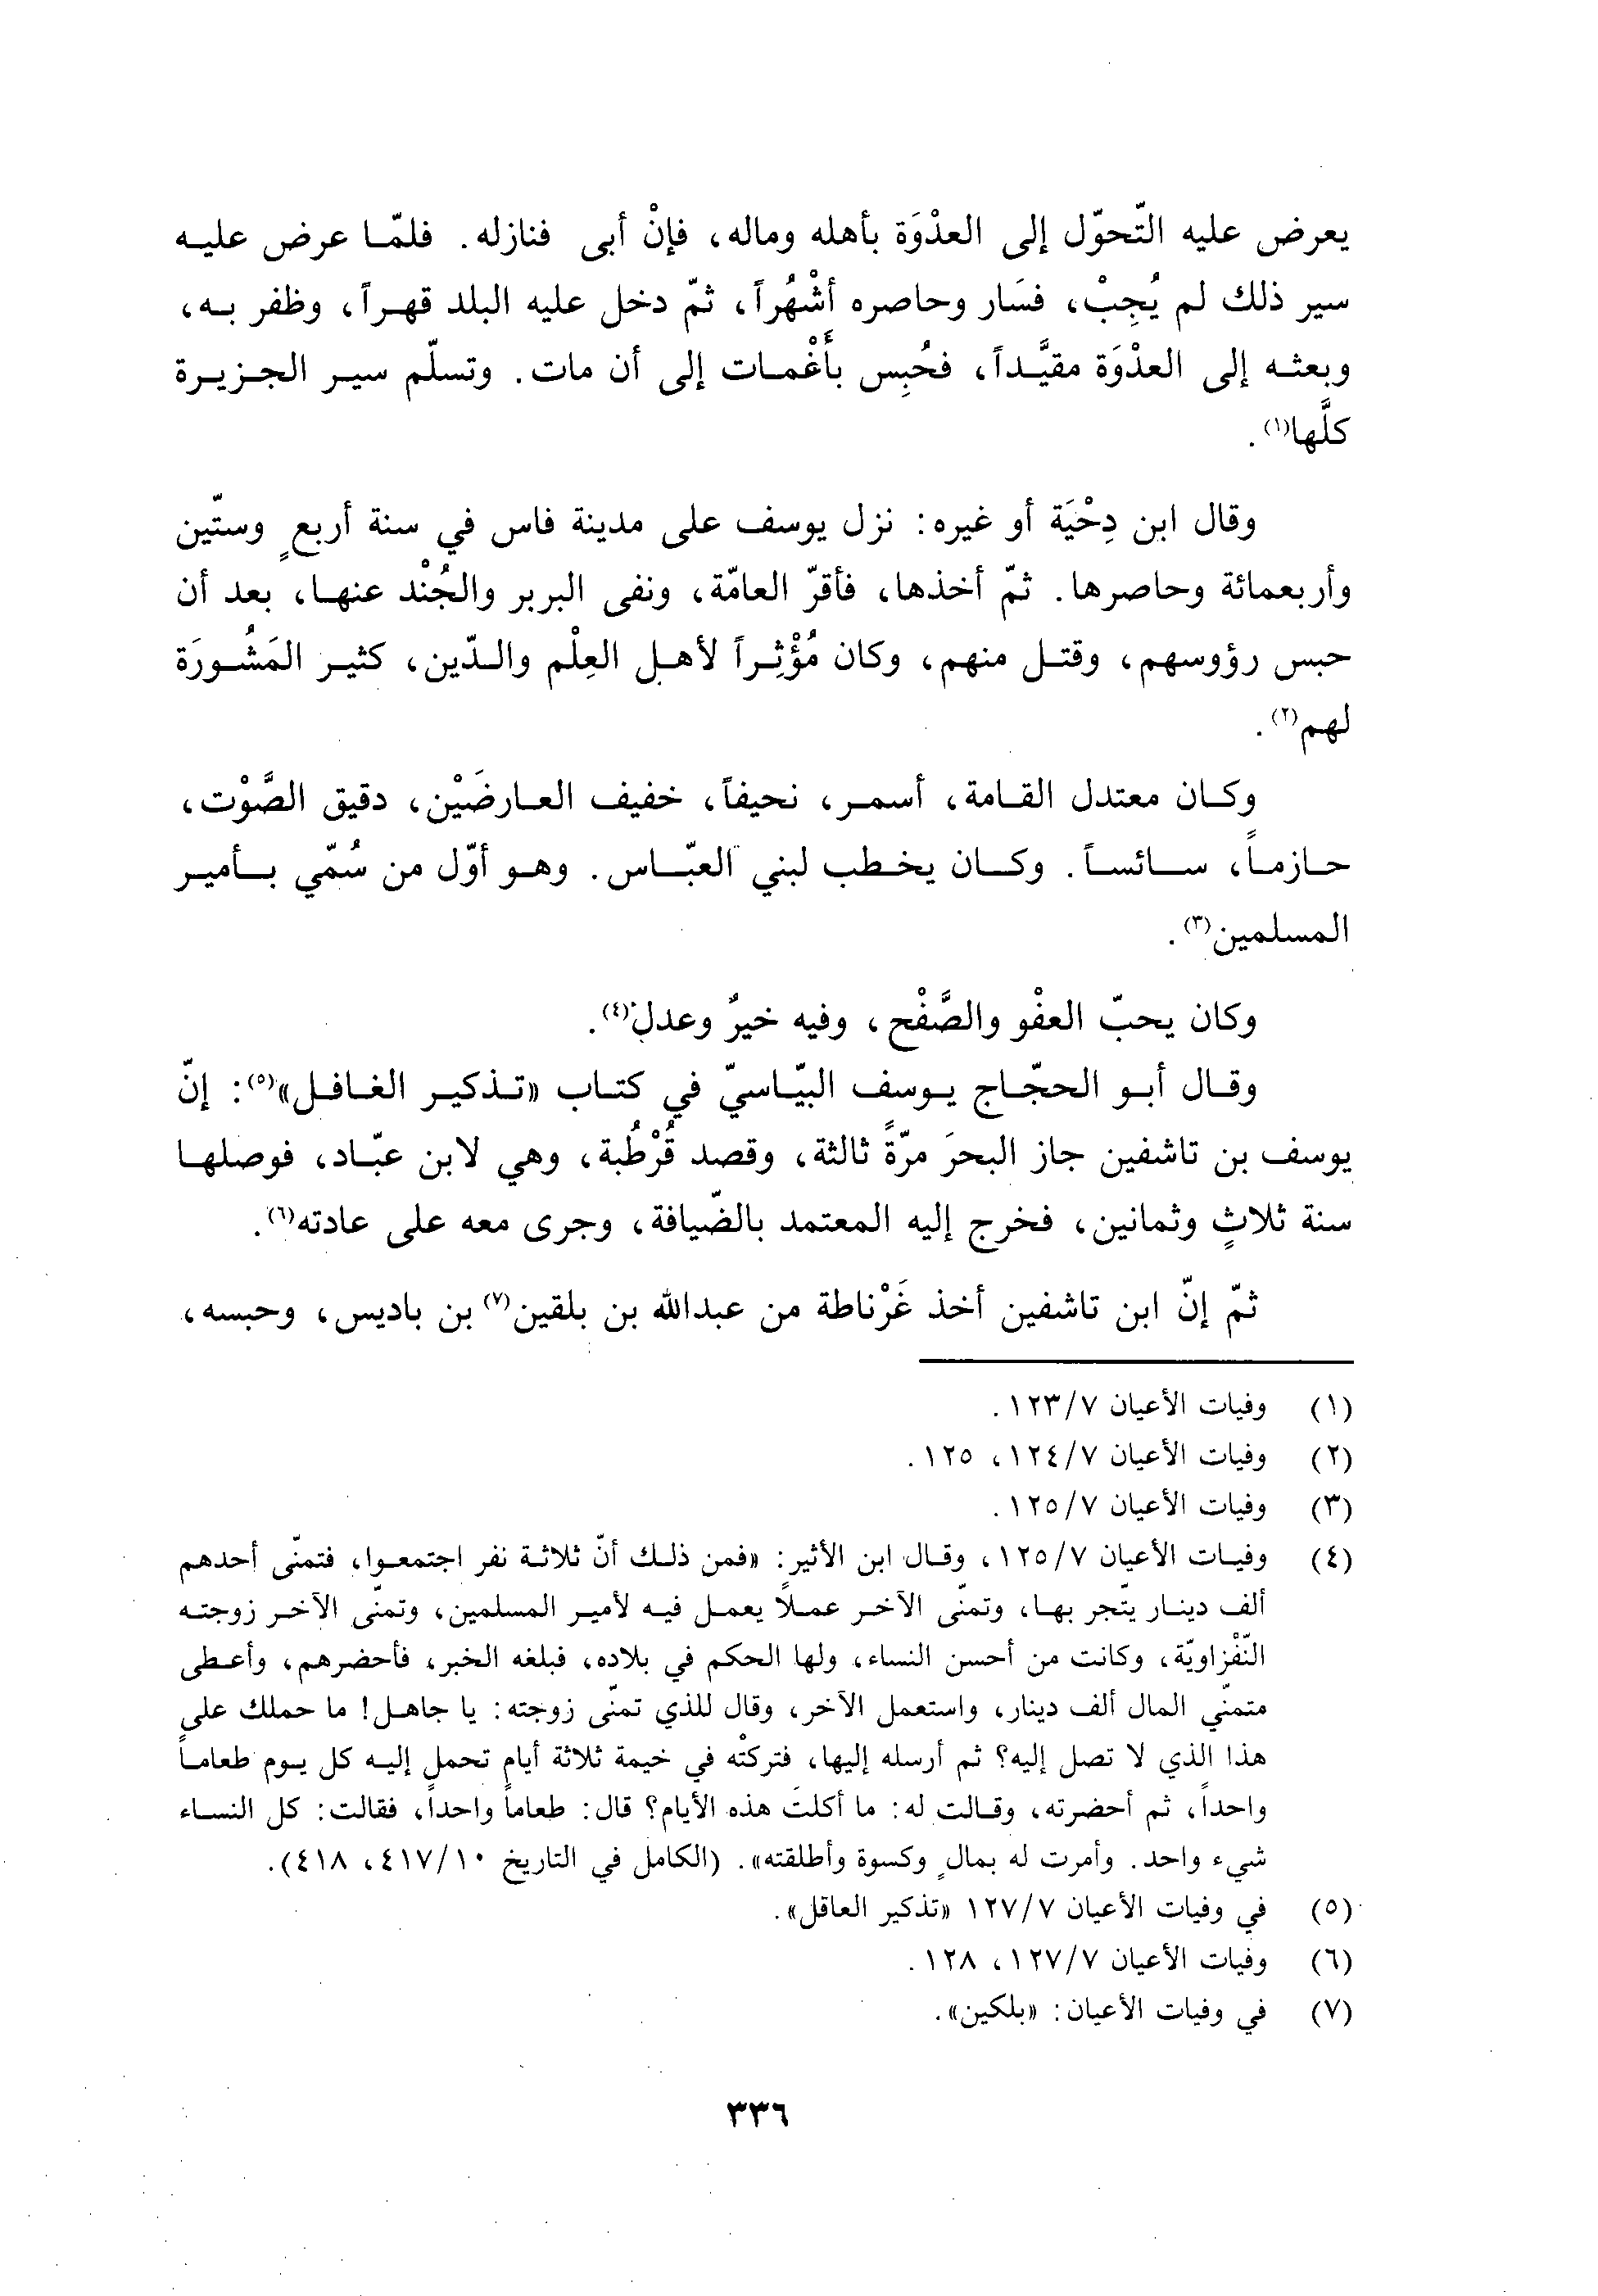 يعرض عليه التّحوّل إلى العدْوَة بأهله وماله، فإنْ أبى فنازله. فلمّا عرض عليه
سير ذلك لم يُجِبْ، فسَار وحاصره أشْهُراً، ثمّ دخل عليه البلد قهراً، وظفر به،
وبعثه إلى العدْوَة مقيَّداً، فحُبِس بأَغْمات إلى أن مات. وتسلّم سير الجزيرة
كلَّها(١).
وقال ابن دِحْيَة أو غيره: نزل يوسف على مدينة فاس في سنة أربعٍ وستّين
وأربعمائة وحاصرها. ثمّ أخذها، فأقرّ العامّة، ونفى البربر والجُنْد عنها، بعد أن
حبس رؤوسهم، وقتل منهم، وكان مُؤْثِراً لأهل العِلْم والدّين، كثير المَشُورَة
لهم(٢).
وكان معتدل القامة، أسمر، نحيفاً، خفيف العارضَيْن، دقيق الصَّوْت،
حازماً، سائساً. وكان يخطب لبني العبّاس. وهو أوّل من سُمّي بأمير
المسلمين(٣).
وكان يحبّ العفْو والصَّفْح، وفيه خيرٌ وعدل(٤).
وقال أبو الحجّاج يوسف البيّاسيّ في كتاب «تذكير الغافل»(٥): إنّ
يوسف بن تاشفين جاز البحرَ مرّةً ثالثة، وقصد قُرْطُبة، وهي لابن عبّاد، فوصلها
سنة ثلاثٍ وثمانين، فخرج إليه المعتمد بالضّيافة، وجرى معه على عادته(٦).
ثمّ إنّ ابن تاشفين أخذ غَرْناطة من عبدالله بن بلقين(٧) بن باديس، وحبسه،
(١) وفيات الأعيان ١٢٣/٧.
(٢) وفيات الأعيان ١٢٤/٧، ١٢٥.
(٣) وفيات الأعيان ١٢٥/٧.
(٤) وفيات الأعيان ١٢٥/٧، وقال ابن الأثير: «فمن ذلك أنّ ثلاثة نفر اجتمعوا، فتمنّى أحدهم
ألف دينار يتّجر بها، وتمنّى الآخر عملاً يعمل فيه لأمير المسلمين، وتمنّى الآخر زوجته
النّفْزاويّة، وكانت من أحسن النساء، ولها الحكم في بلاده، فبلغه الخبر، فأحضرهم، وأعطى
متمنّي المال ألف دينار، واستعمل الآخر، وقال للذي تمنّى زوجته: يا جاهل! ما حملك على
هذا الذي لا تصل إليه؟ ثم أرسله إليها، فتركتْه في خيمة ثلاثة أيام تحمل إليه كل يوم طعاماً
واحداً، ثم أحضرته، وقالت له: ما أكلتَ هذه الأيام؟ قال: طعاماً واحداً، فقالت: كل النساء
شيء واحد. وأمرت له بمالٍ وكسوة وأطلقته». (الكامل في التاريخ ٤١٧/١٠، ٤١٨).
(٥) في وفيات الأعيان ١٢٧/٧ «تذكير العاقل».
(٦) وفيات الأعيان ١٢٧/٧، ١٢٨.
(٧) في وفيات الأعيان: «بلكين».
٣٣٦